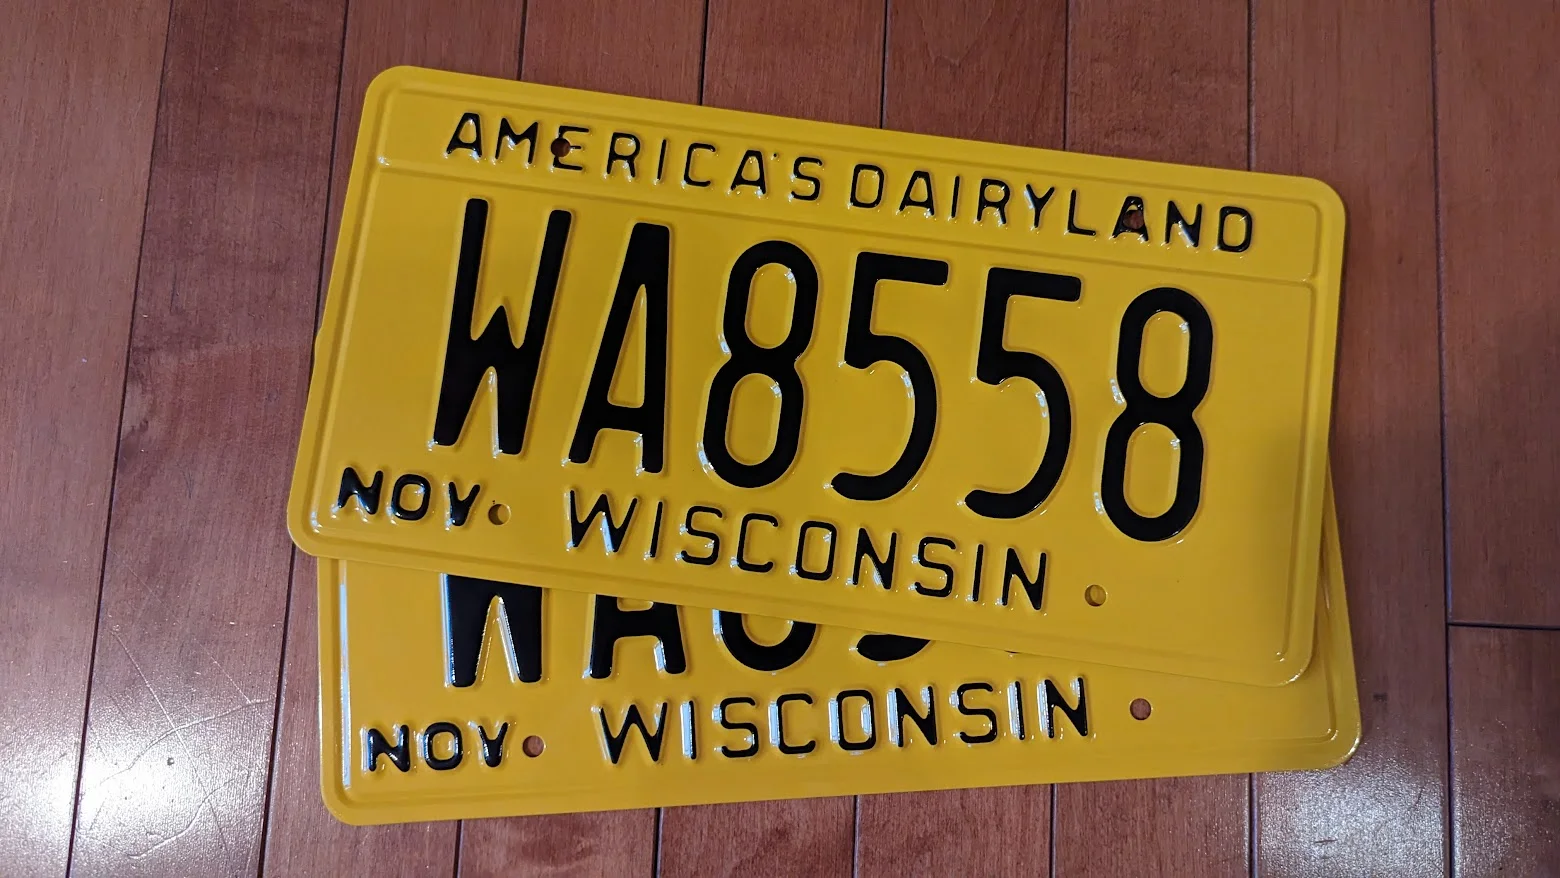 AMERICA'S DAIRYLAND
WA8558
NOV. WISCONSIN
NOV. WISCONSIN